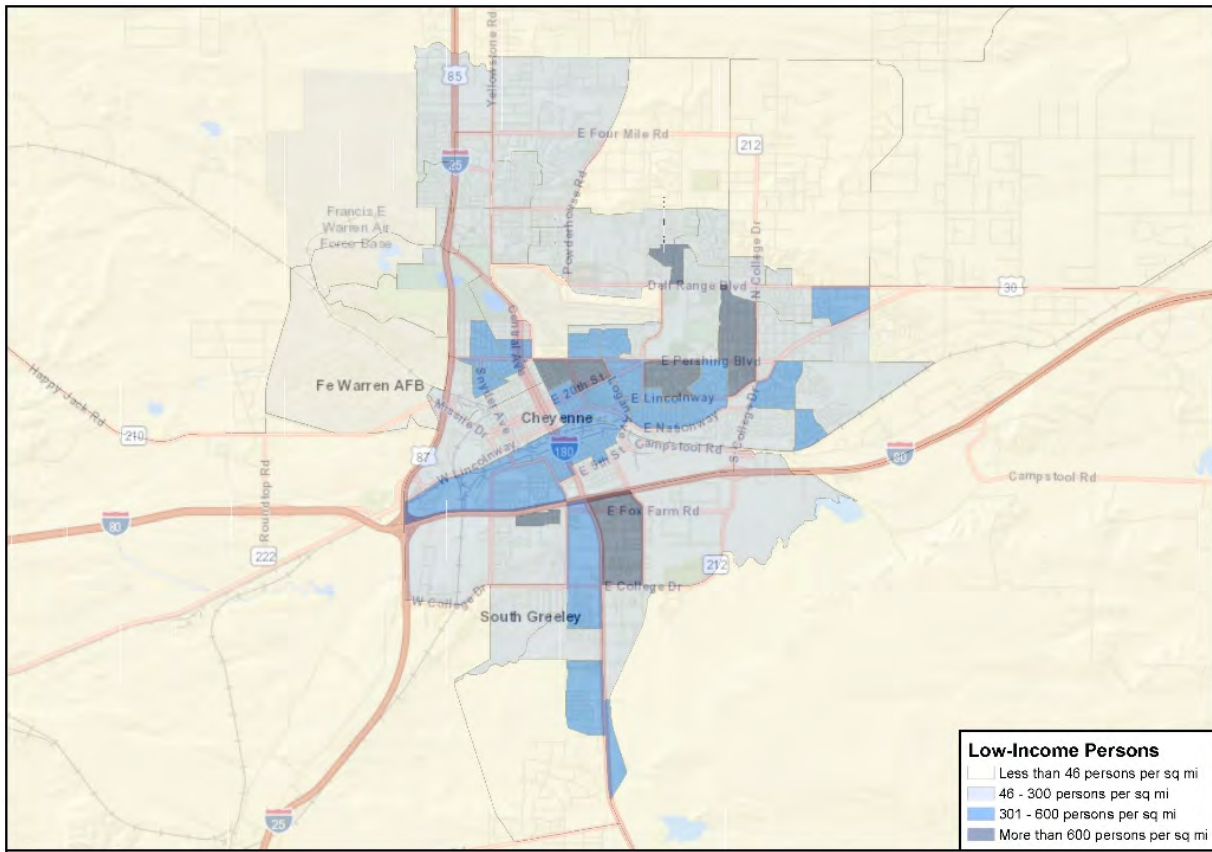 Yellowstone Rd
85
E Four Mile Rd
212
25
Powderhouse Rd
Francis E
Warren Air
Force Base
N College Dr
Dell Range Blvd
30
Central Ave
E Pershing Blvd
Happy Jack Rd
Fe Warren AFB
Snyder Ave
E 20th St
Logan Ave
E Lincolnway
Missile Dr
Cheyenne
E Nationway
S College Dr
210
87
W Lincolnway
180
E 9th St
Campstool Rd
80
Roundtop Rd
Campstool Rd
80
E Fox Farm Rd
222
212
W College Dr
E College Dr
South Greeley
25
Low-Income Persons
Less than 46 persons per sq mi
46 - 300 persons per sq mi
301 - 600 persons per sq mi
More than 600 persons per sq mi